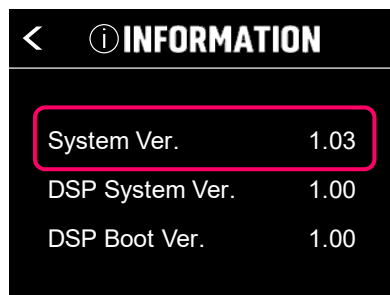 < ⓘ INFORMATION
System Ver. 1.03
DSP System Ver. 1.00
DSP Boot Ver. 1.00